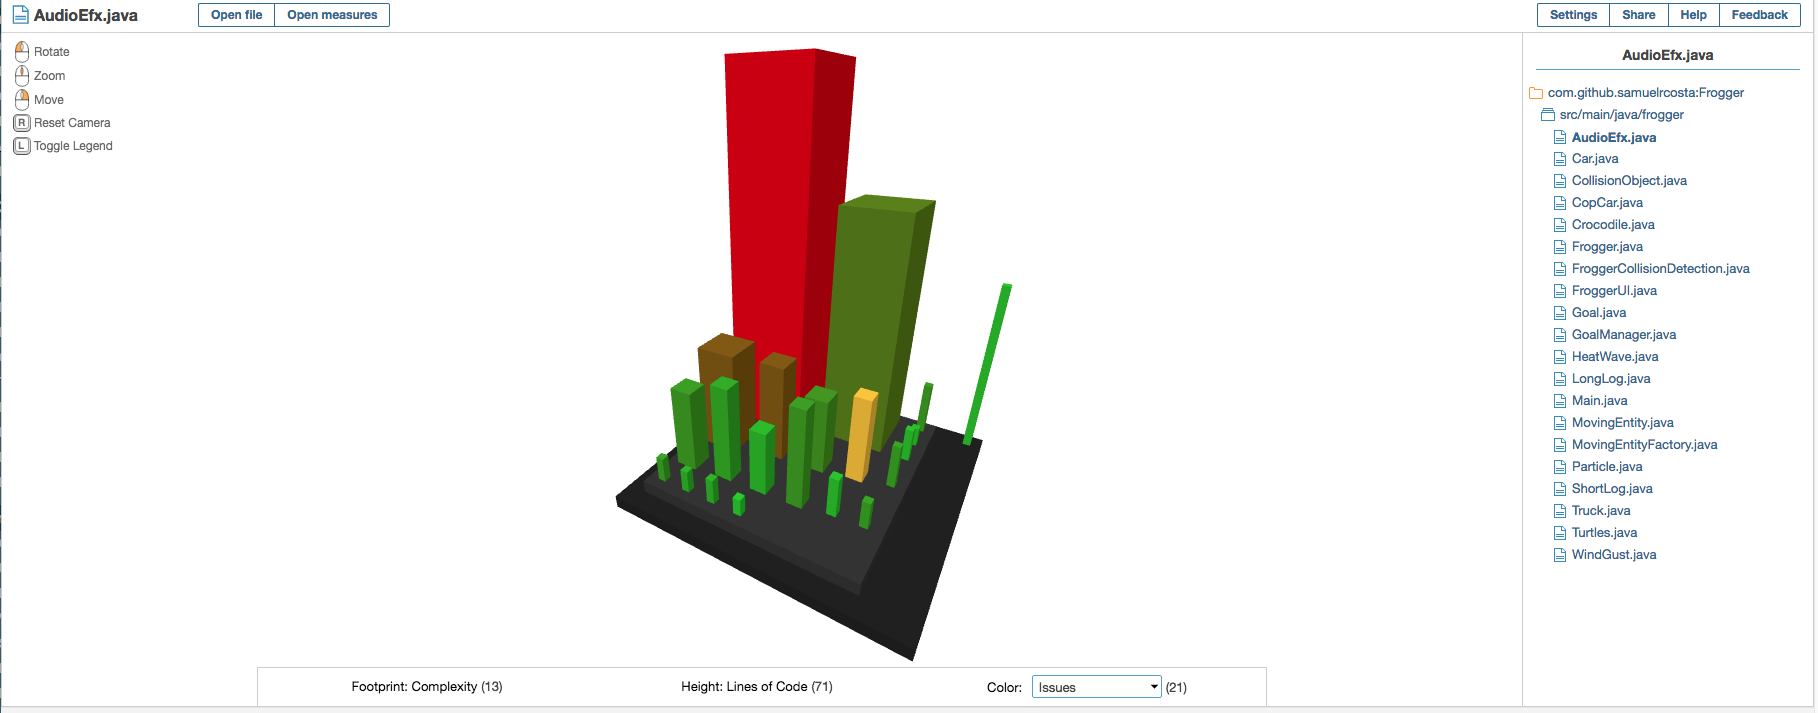 AudioEfx.java
Open file
Open measures
Settings
Share
Help
Feedback
Rotate
Zoom
Move
R Reset Camera
L Toggle Legend
AudioEfx.java
com.github.samuelrcosta:Frogger
src/main/java/frogger
AudioEfx.java
Car.java
CollisionObject.java
CopCar.java
Crocodile.java
Frogger.java
FroggerCollisionDetection.java
FroggerUI.java
Goal.java
GoalManager.java
HeatWave.java
LongLog.java
Main.java
MovingEntity.java
MovingEntityFactory.java
Particle.java
ShortLog.java
Truck.java
Turtles.java
WindGust.java
Footprint: Complexity (13)
Height: Lines of Code (71)
Color: Issues (21)